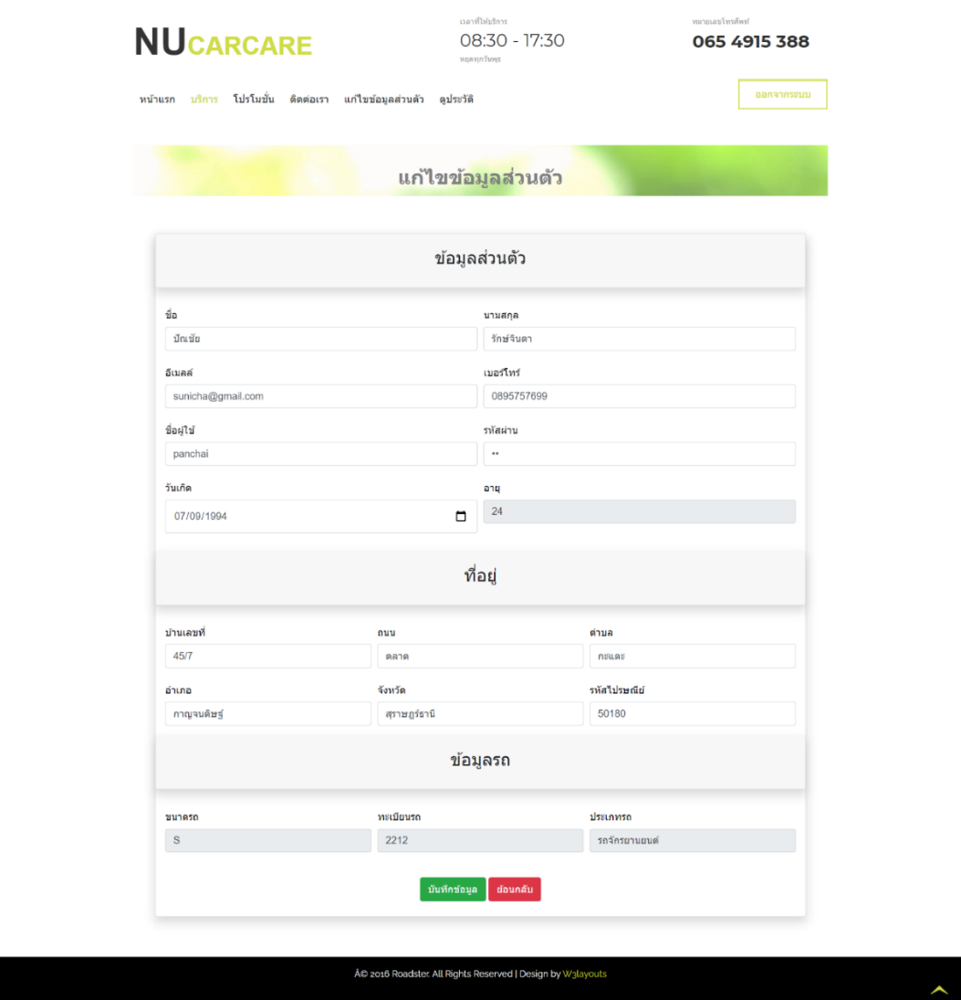 เวลาที่ให้บริการ
หมายเลขโทรศัพท์
NUCARCARE
08:30 - 17:30
065 4915 388
หยุดทุกวันพุธ
หน้าแรก บริการ โปรโมชั่น ติดต่อเรา แก้ไขข้อมูลส่วนตัว ดูประวัติ
ออกจากระบบ
แก้ไขข้อมูลส่วนตัว
ข้อมูลส่วนตัว
ชื่อ นามสกุล
ปัณชัย รักษ์จินดา
อีเมลล์ เบอร์โทร์
sunicha@gmail.com 0895757699
ชื่อผู้ใช้ รหัสผ่าน
panchai ••
วันเกิด อายุ
07/09/1994 24
ที่อยู่
บ้านเลขที่ ถนน ตำบล
45/7 ตลาด กะแดะ
อำเภอ จังหวัด รหัสไปรษณีย์
กาญจนดิษฐ์ สุราษฎร์ธานี 50180
ข้อมูลรถ
ขนาดรถ ทะเบียนรถ ประเภทรถ
S 2212 รถจักรยานยนต์
บันทึกข้อมูล ย้อนกลับ
Â© 2016 Roadster. All Rights Reserved | Design by W3layouts